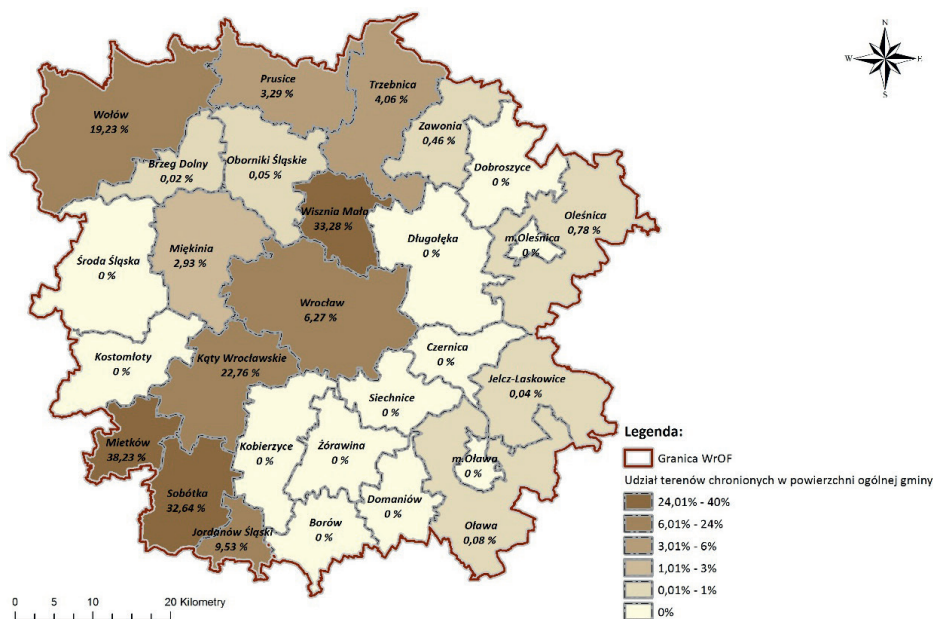 N
W
E
S
Prusice
3,29 %
Trzebnica
4,06 %
Wołów
19,23 %
Zawonia
0,46 %
Brzeg Dolny
0,02 %
Oborniki Śląskie
0,05 %
Dobroszyce
0 %
Wisznia Mała
33,28 %
Oleśnica
0,78 %
Długołęka
0 %
m.Oleśnica
0 %
Miękinia
2,93 %
Środa Śląska
0 %
Wrocław
6,27 %
Kostomłoty
0 %
Kąty Wrocławskie
22,76 %
Czernica
0 %
Jelcz-Laskowice
0,04 %
Siechnice
0 %
Mietków
38,23 %
Kobierzyce
0 %
Żórawina
0 %
m.Oława
0 %
Sobótka
32,64 %
Domaniów
0%
Jordanów Śląski
9,53 %
Borów
0 %
Oława
0,08 %
Legenda:
Granica WrOF
Udział terenów chronionych w powierzchni ogólnej gminy
24,01% - 40%
6,01% - 24%
3,01% - 6%
1,01% - 3%
0,01% - 1%
0%
0 5 10 20 Kilometry